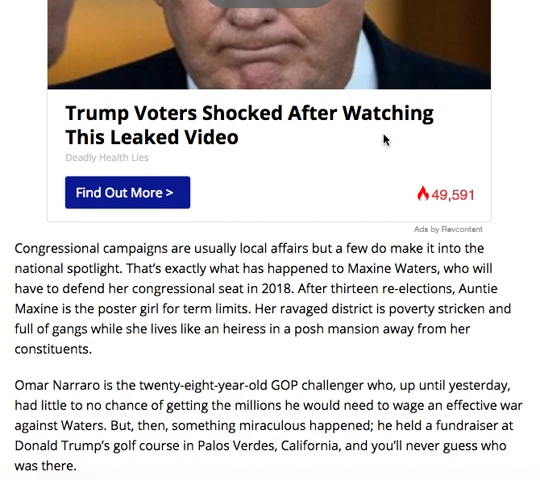 Trump Voters Shocked After Watching
This Leaked Video
Deadly Health Lies
Find Out More >
49,591
Ads by Revcontent
Congressional campaigns are usually local affairs but a few do make it into the
national spotlight. That's exactly what has happened to Maxine Waters, who will
have to defend her congressional seat in 2018. After thirteen re-elections, Auntie
Maxine is the poster girl for term limits. Her ravaged district is poverty stricken and
full of gangs while she lives like an heiress in a posh mansion away from her
constituents.
Omar Narraro is the twenty-eight-year-old GOP challenger who, up until yesterday,
had little to no chance of getting the millions he would need to wage an effective war
against Waters. But, then, something miraculous happened; he held a fundraiser at
Donald Trump's golf course in Palos Verdes, California, and you'll never guess who
was there.